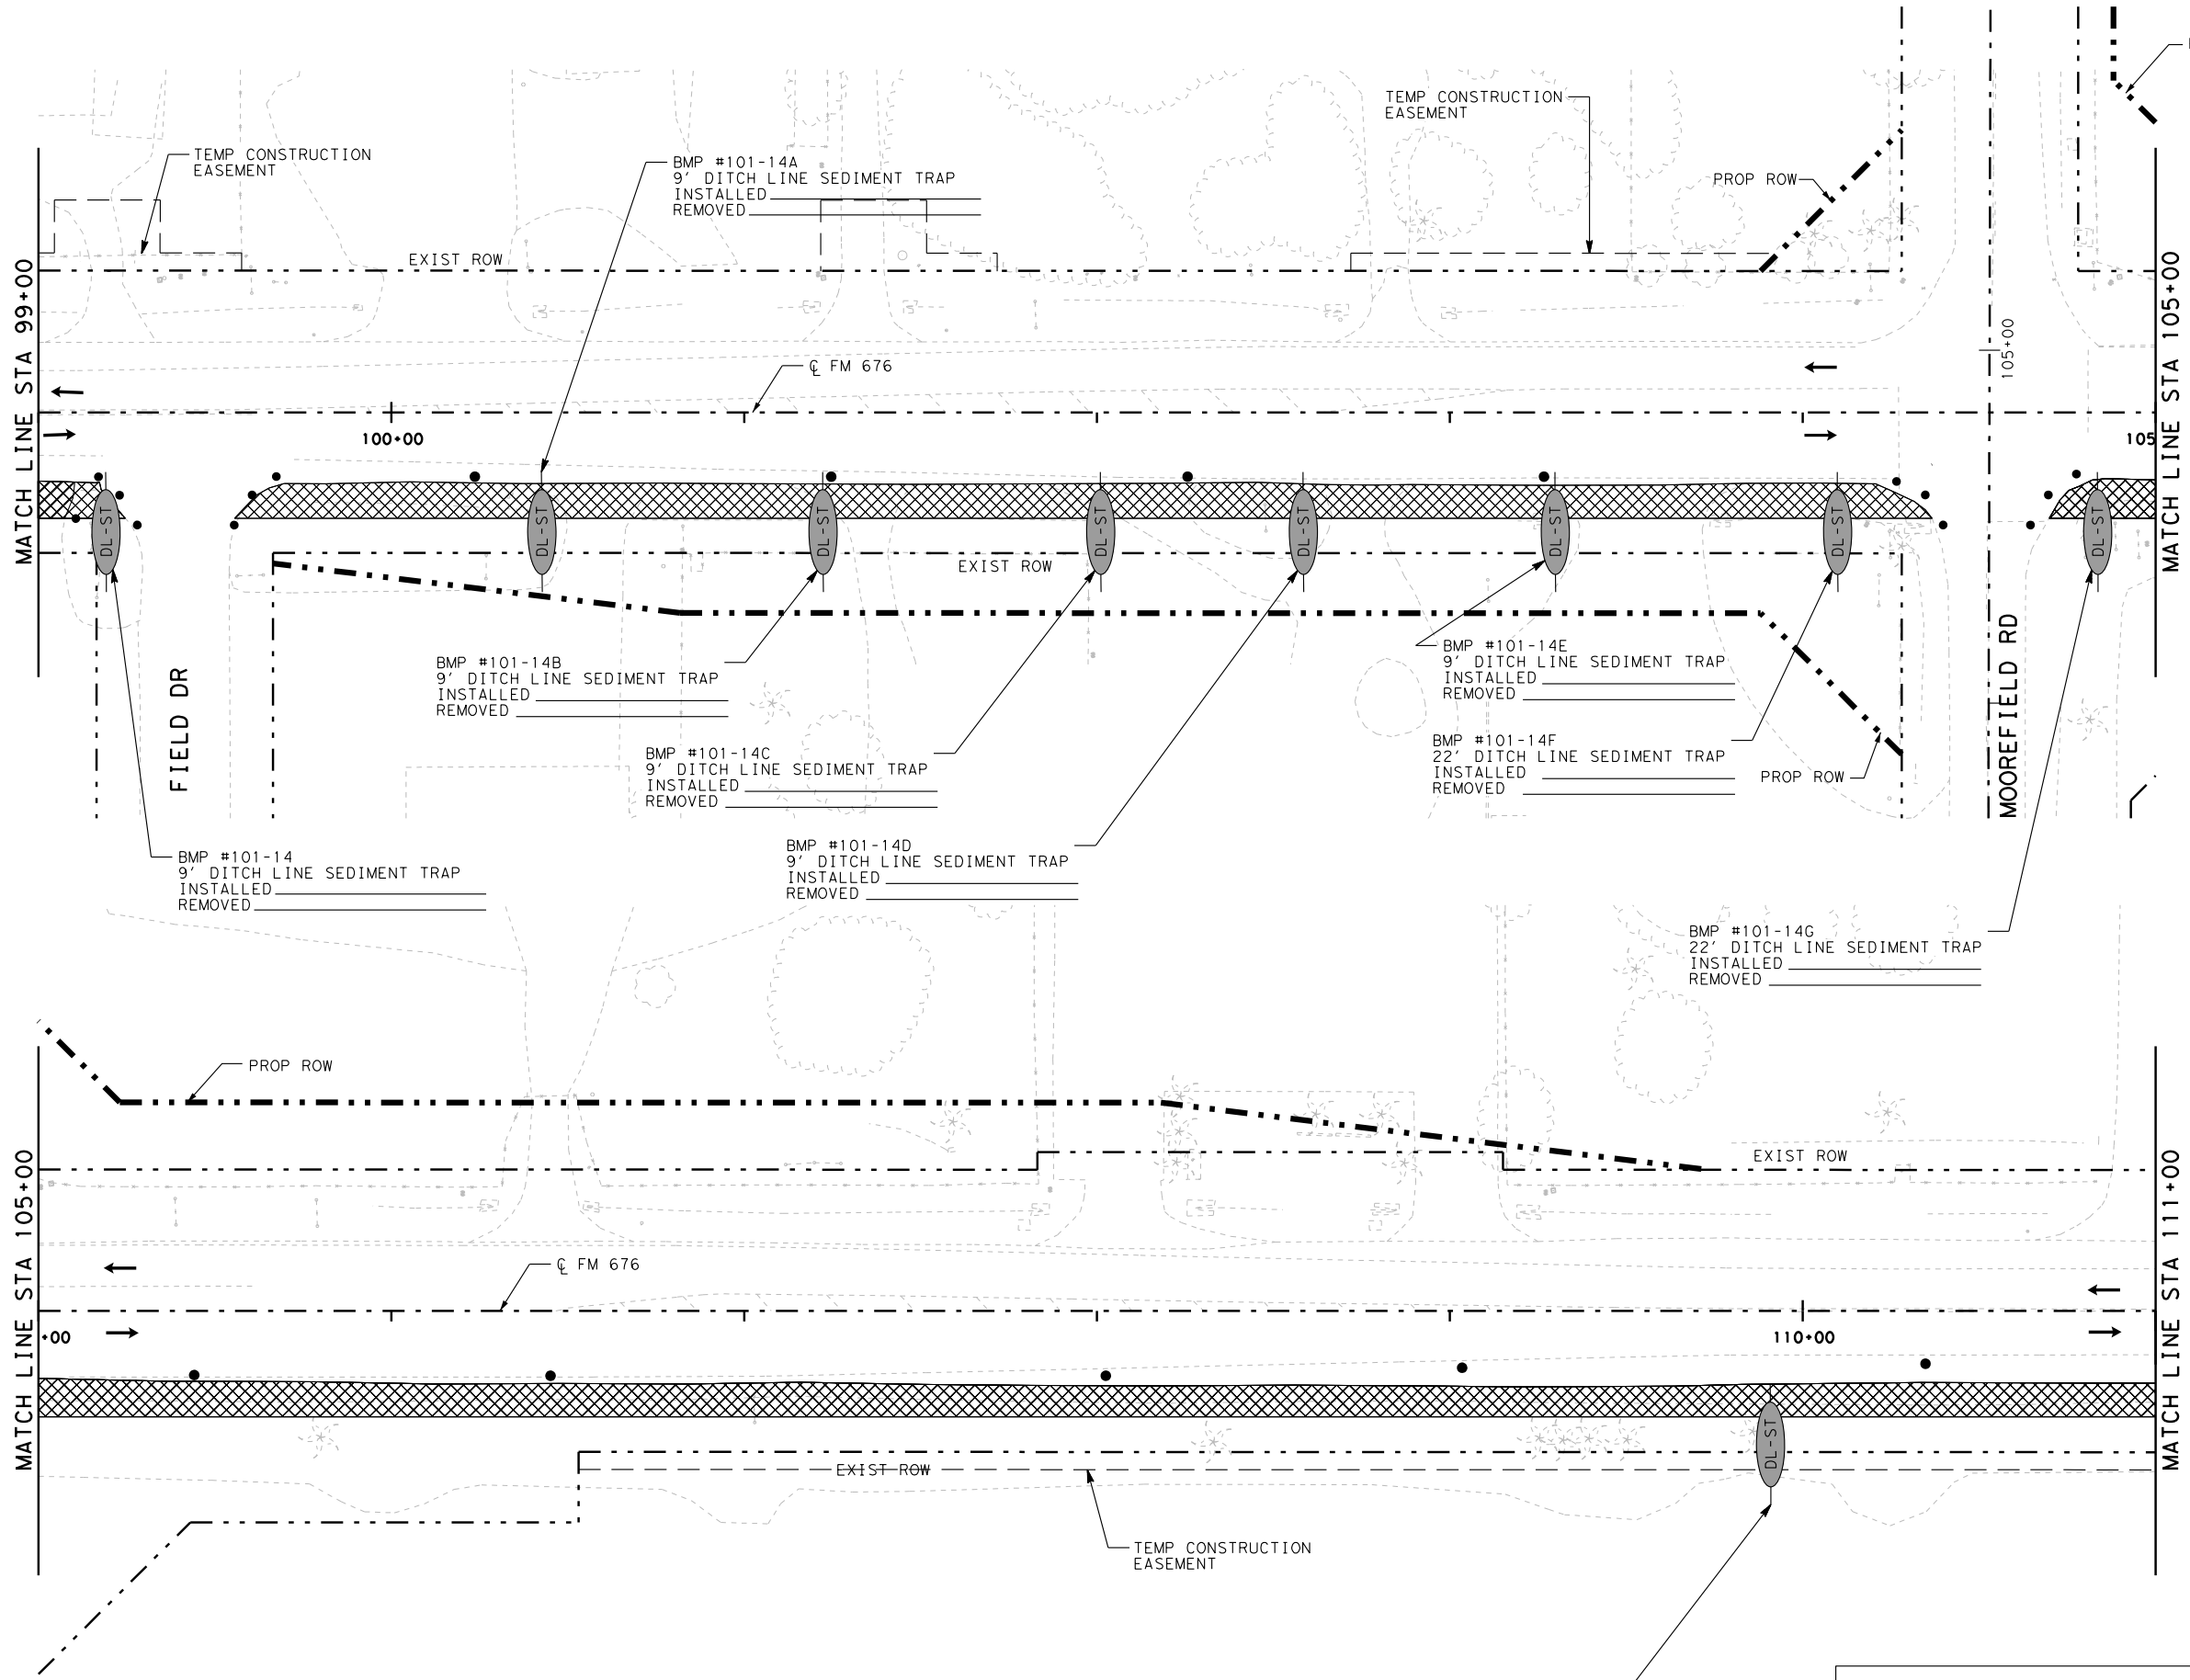 TEMP CONSTRUCTION
EASEMENT
BMP #101-14A
9' DITCH LINE SEDIMENT TRAP
INSTALLED
REMOVED
TEMP CONSTRUCTION
EASEMENT
PROP ROW
EXIST ROW
MATCH LINE STA 99+00
MATCH LINE STA 105+00
105+00
℄ FM 676
100+00
105
DL-ST
DL-ST
DL-ST
DL-ST
DL-ST
DL-ST
DL-ST
DL-ST
EXIST ROW
FIELD DR
MOOREFIELD RD
BMP #101-14B
9' DITCH LINE SEDIMENT TRAP
INSTALLED
REMOVED
BMP #101-14E
9' DITCH LINE SEDIMENT TRAP
INSTALLED
REMOVED
BMP #101-14C
9' DITCH LINE SEDIMENT TRAP
INSTALLED
REMOVED
BMP #101-14F
22' DITCH LINE SEDIMENT TRAP
INSTALLED
REMOVED
PROP ROW
BMP #101-14
9' DITCH LINE SEDIMENT TRAP
INSTALLED
REMOVED
BMP #101-14D
9' DITCH LINE SEDIMENT TRAP
INSTALLED
REMOVED
BMP #101-14G
22' DITCH LINE SEDIMENT TRAP
INSTALLED
REMOVED
PROP ROW
EXIST ROW
MATCH LINE STA 105+00
MATCH LINE STA 111+00
℄ FM 676
+00
110+00
DL-ST
EXIST ROW
TEMP CONSTRUCTION
EASEMENT